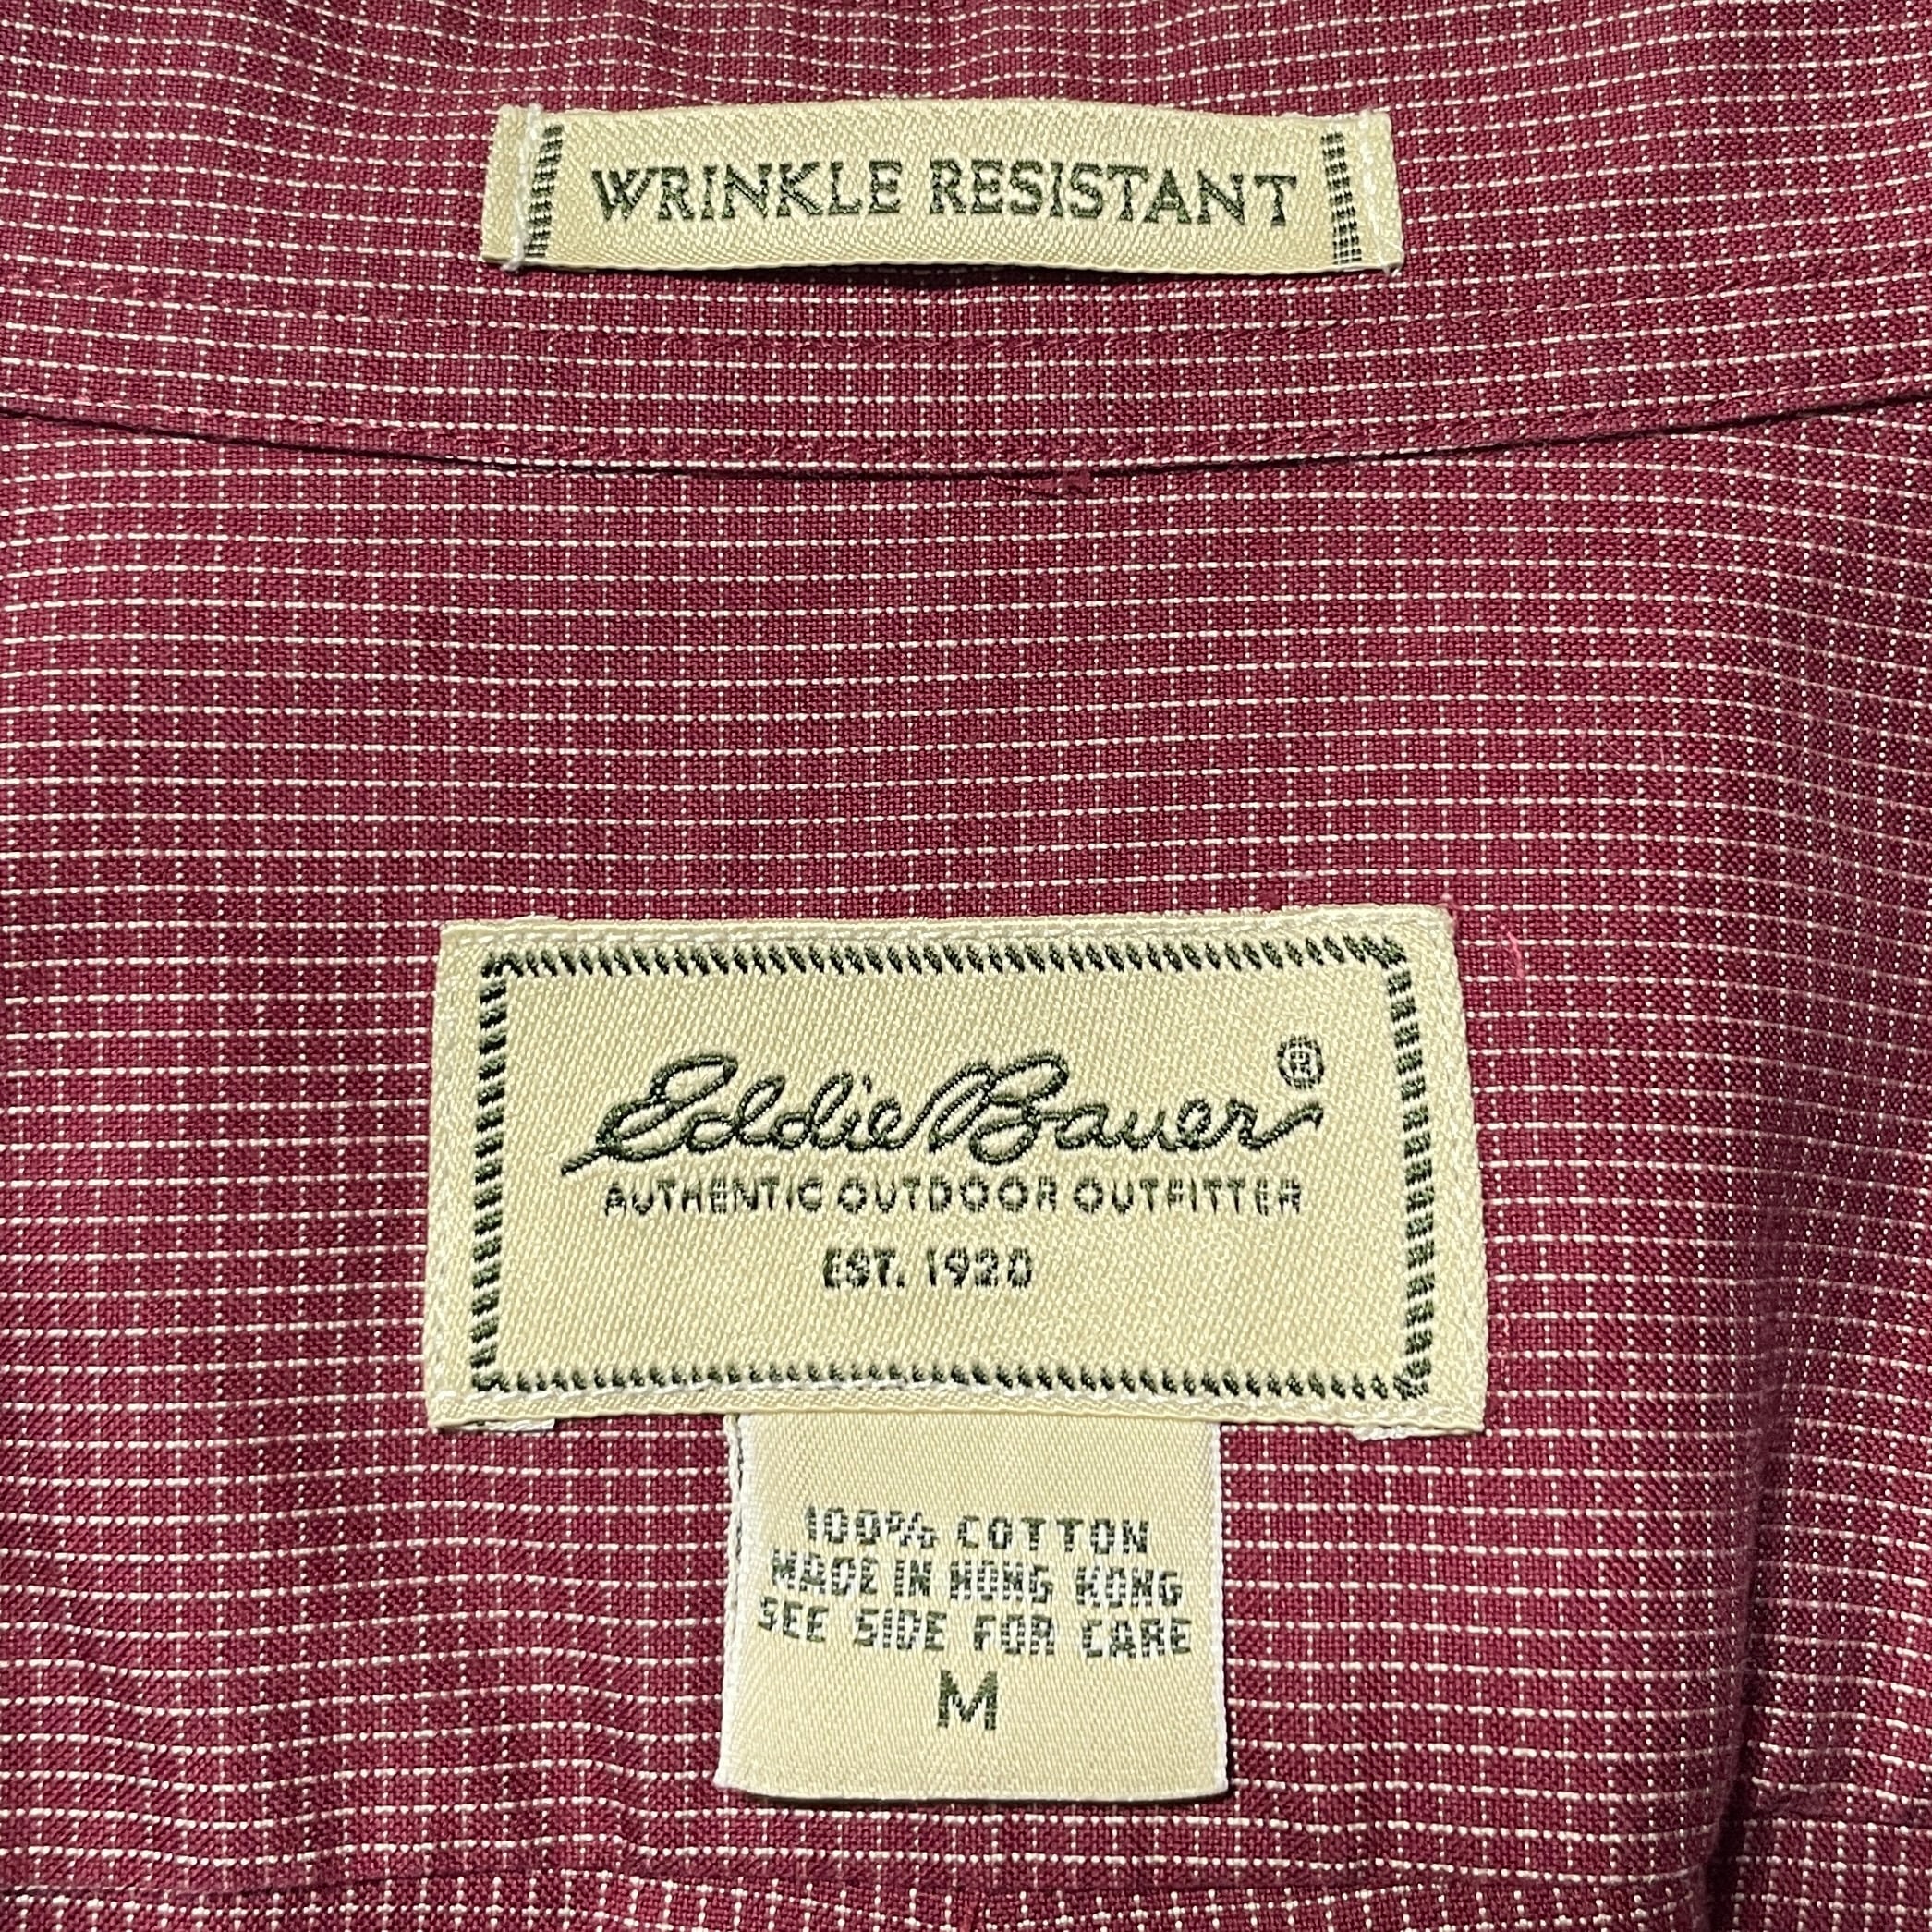 WRINKLE RESISTANT
Eddie Bauer®
AUTHENTIC OUTDOOR OUTFITTER
EST. 1920
100% COTTON
MADE IN HONG KONG
SEE SIDE FOR CARE
M